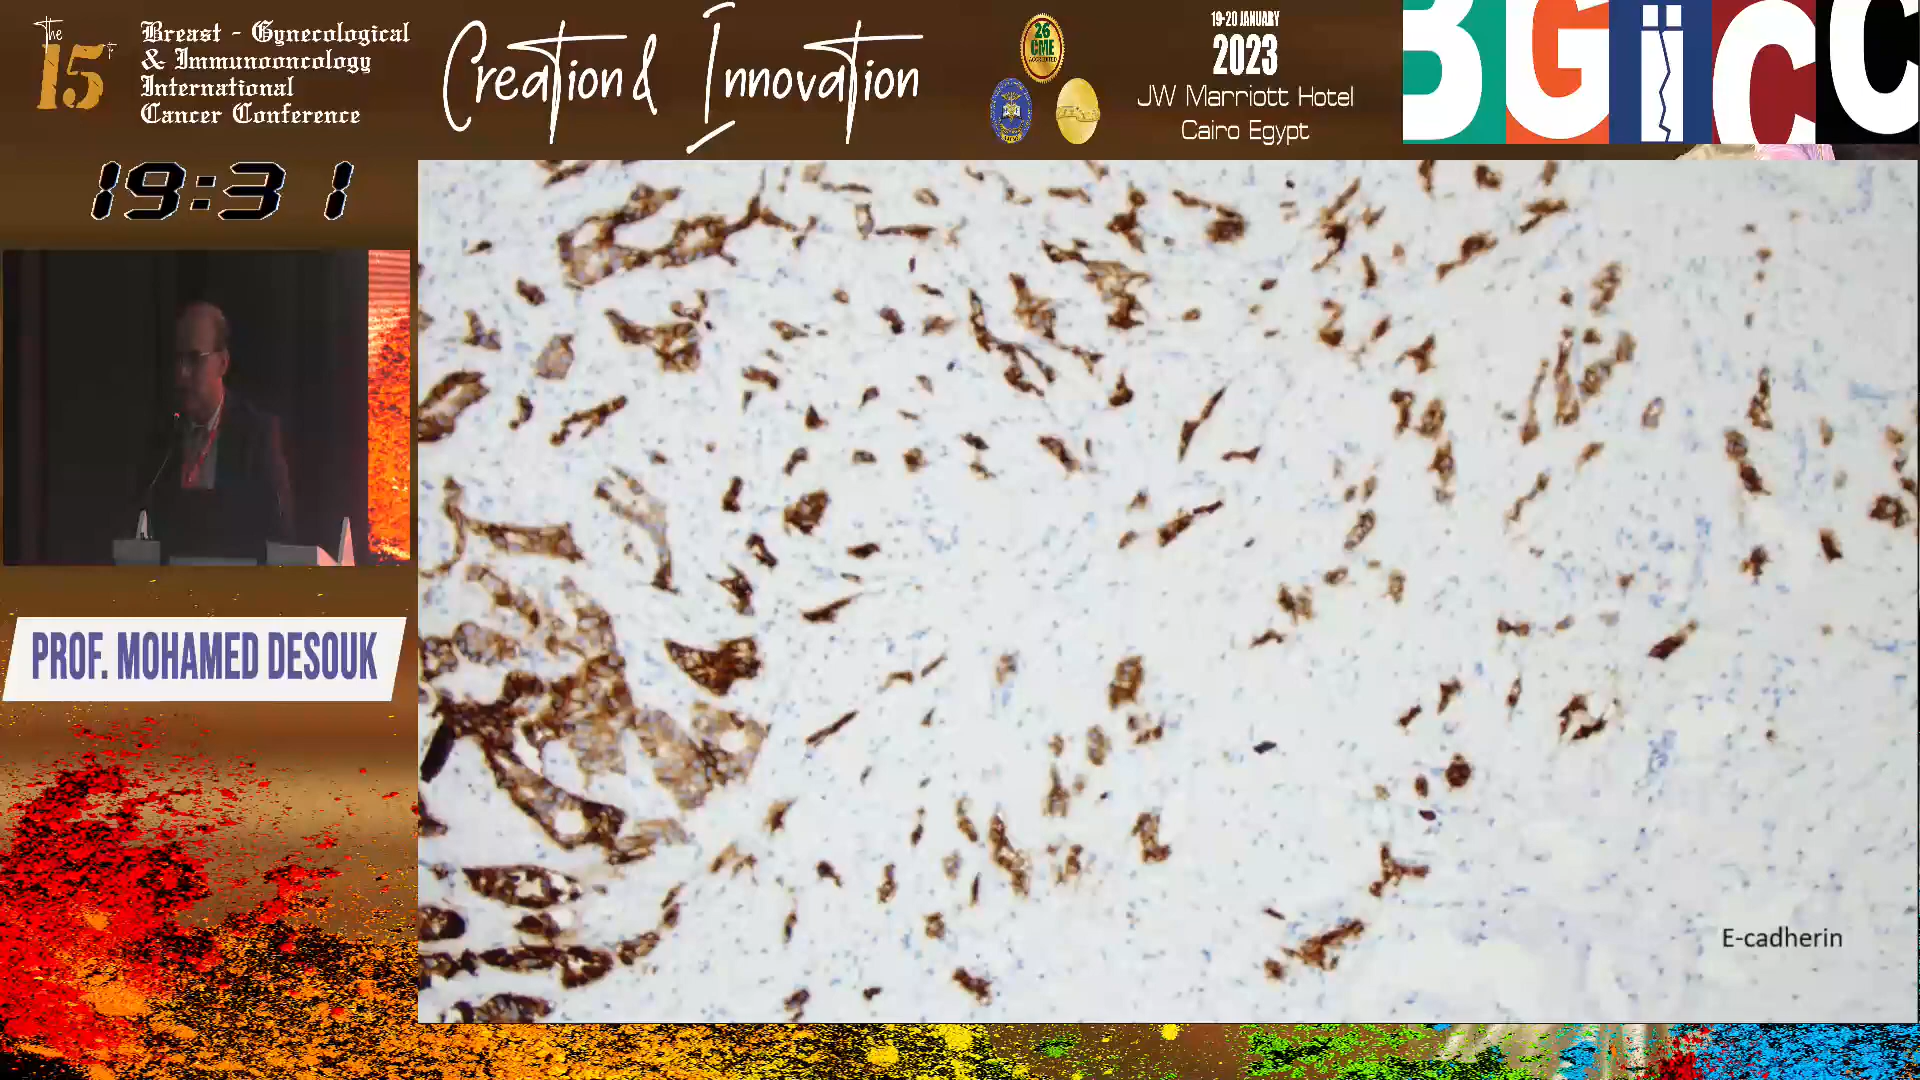 The
15th
Breast - Gynecological
& Immunooncology
International
Cancer Conference
Creation & Innovation
26
CME
ACCREDITED
19-20 JANUARY
2023
JW Marriott Hotel
Cairo Egypt
BGiCC
19:31
PROF. MOHAMED DESOUK
E-cadherin